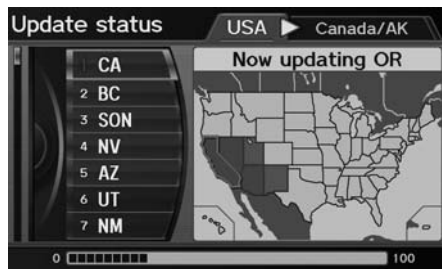 Update status
USA Canada/AK
1 CA
Now updating OR
2 BC
3 SON
4 NV
5 AZ
6 UT
7 NM
0 100